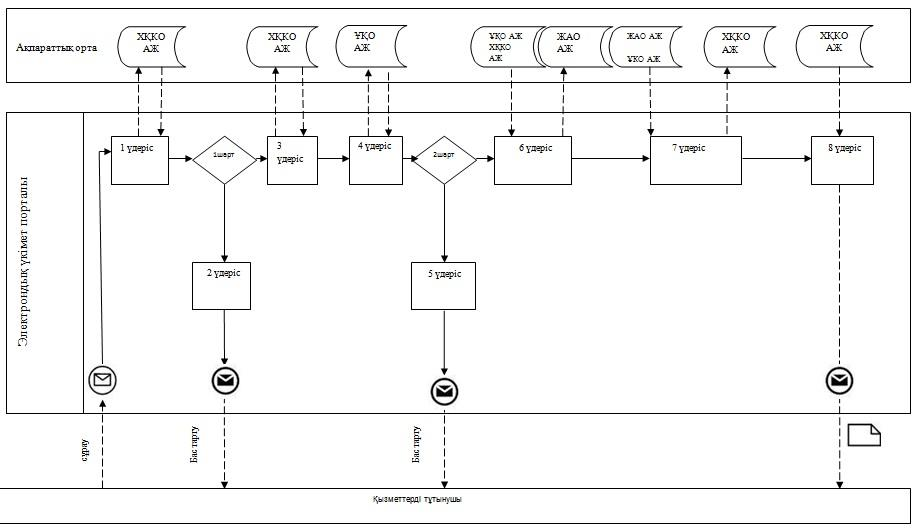 Ақпараттық орта
ХҚКО
АЖ
ХҚКО
АЖ
ҰҚО
АЖ
ҰҚО АЖ
ХҚКО
АЖ
ЖАО
АЖ
ЖАО АЖ
ҰҚО АЖ
ХҚКО
АЖ
ХҚКО
АЖ
Электрондық үкімет порталы
1 үдеріс
1шарт
3
үдеріс
4 үдеріс
2шарт
6 үдеріс
7 үдеріс
8 үдеріс
2 үдеріс
5 үдеріс
сұрау
Бас тарту
Бас тарту
Қызметтерді тұтынушы